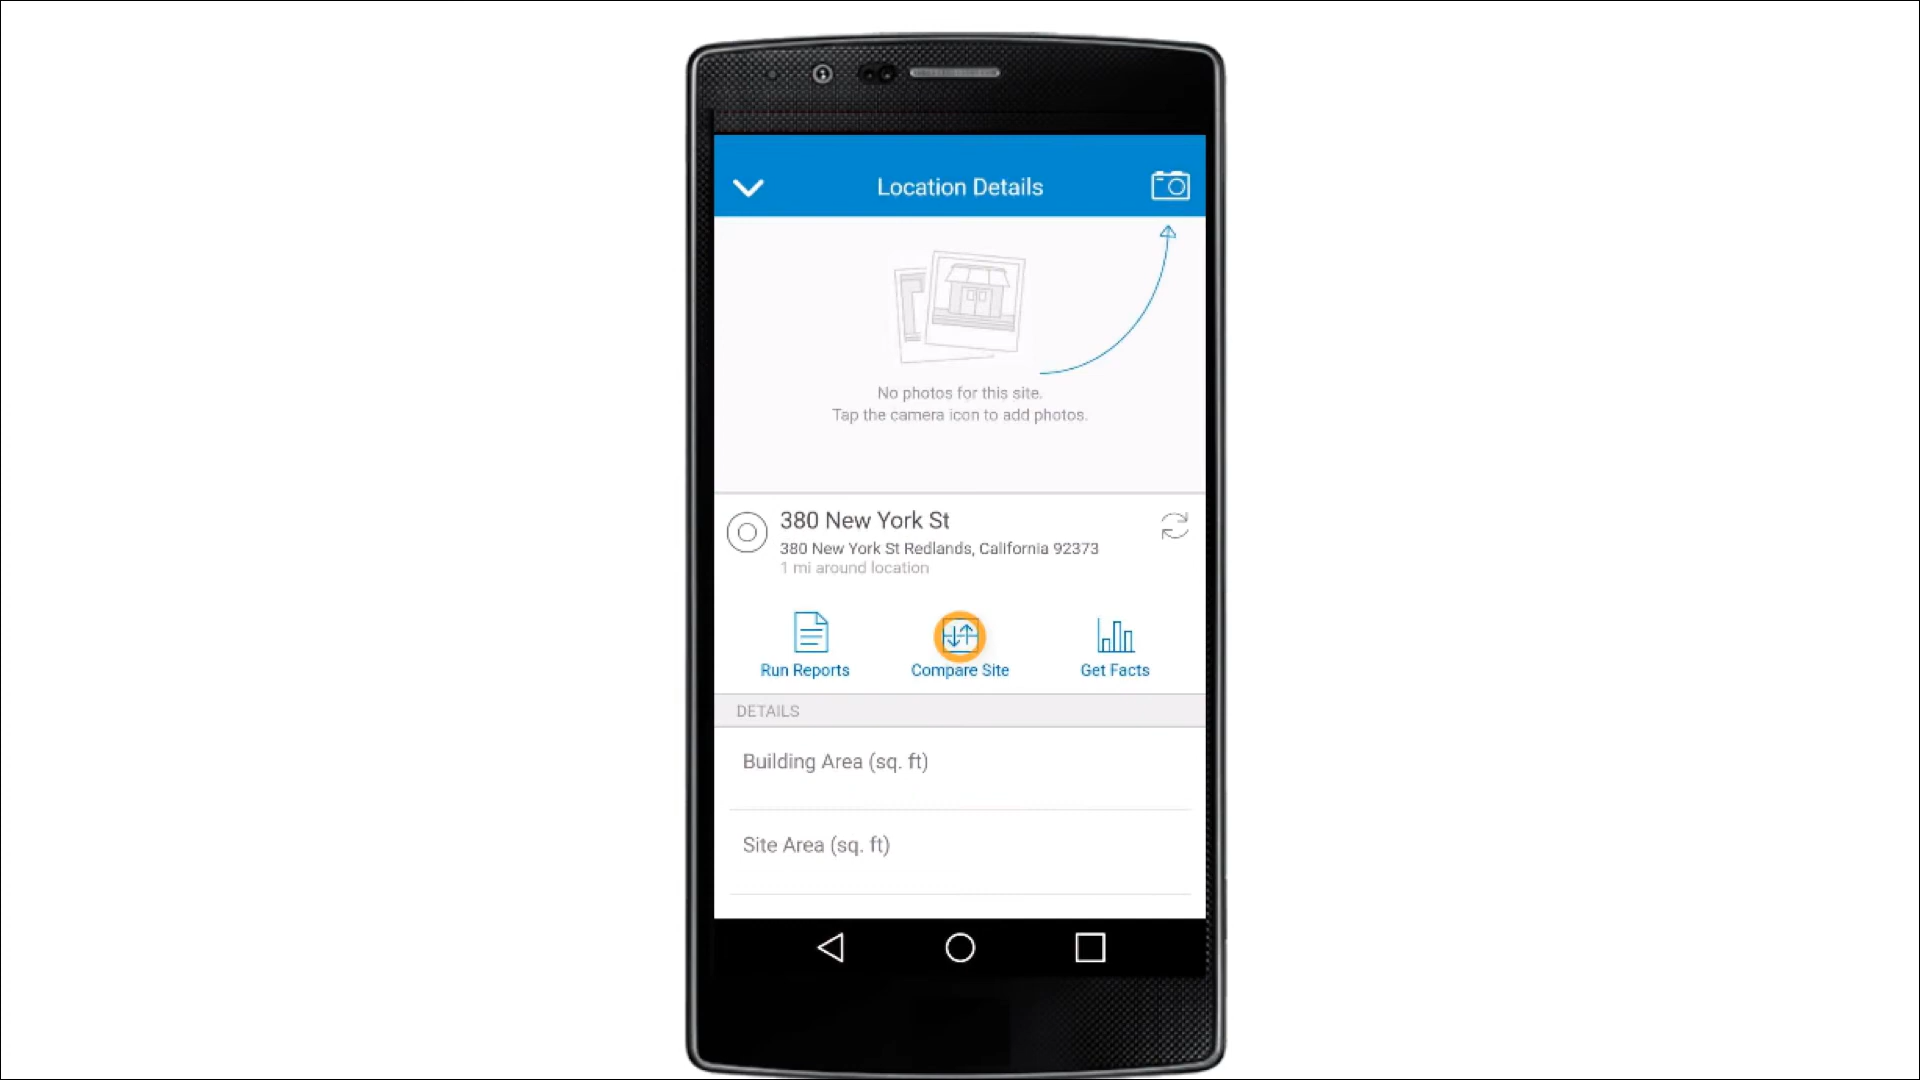 Location Details
No photos for this site.
Tap the camera icon to add photos.
380 New York St
380 New York St Redlands, California 92373
1 mi around location
Run Reports
Compare Site
Get Facts
DETAILS
Building Area (sq. ft)
Site Area (sq. ft)